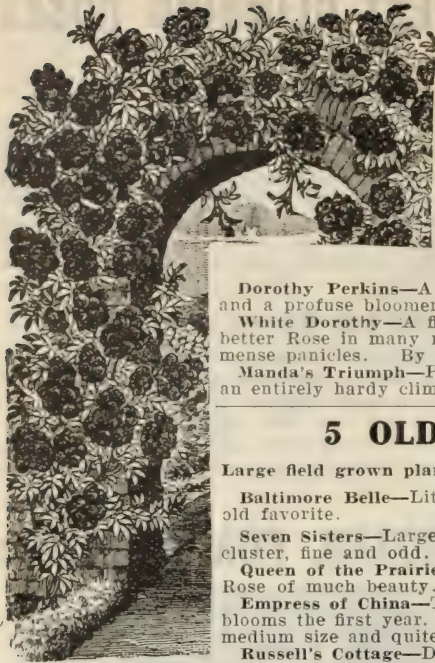 Dorothy Perkins—A
and a profuse bloomer
White Dorothy—A fi
better Rose in many
mense panicles. By
Manda's Triumph—
an entirely hardy clim
5 OLD
Large field grown plan
Baltimore Belle—Lit
old favorite.
Seven Sisters—Large
cluster, fine and odd.
Queen of the Prairie
Rose of much beauty
Empress of China—
blooms the first year.
medium size and quite
Russell's Cottage—D